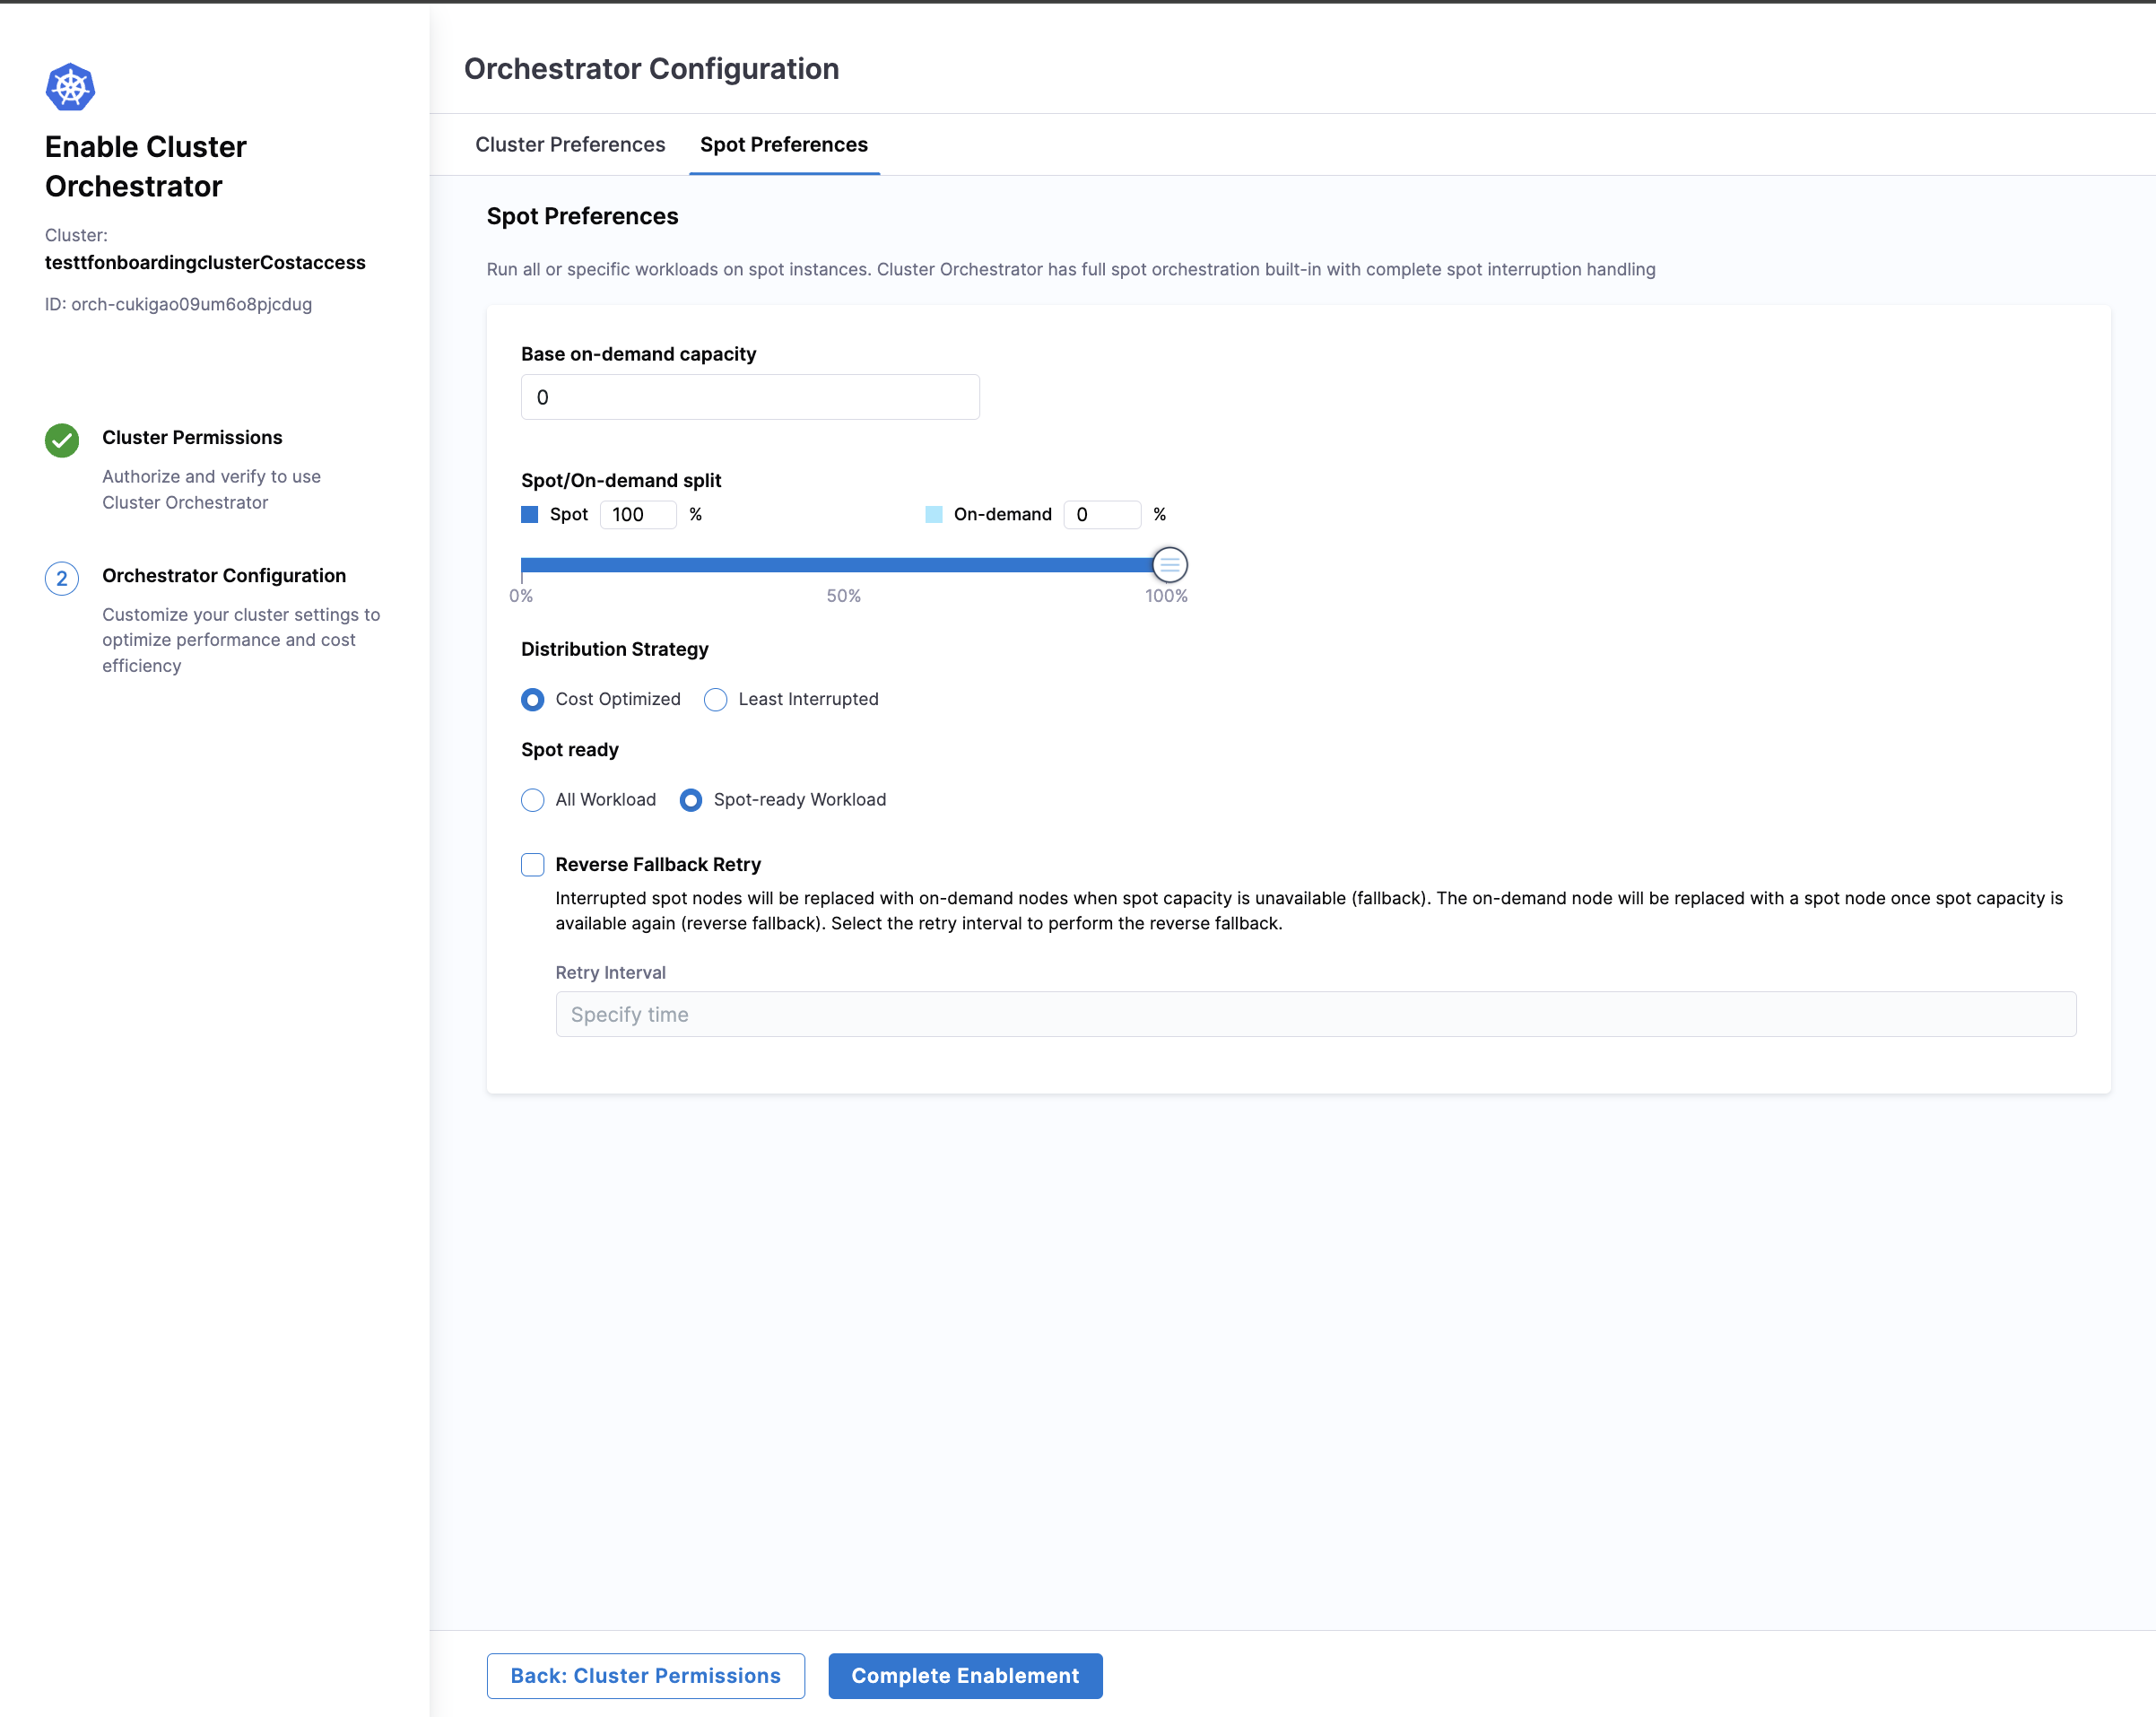 Enable Cluster
Orchestrator
Cluster:
testtfonboardingclusterCostaccess
ID: orch-cukigao09um6o8pjcdug
Cluster Permissions
Authorize and verify to use
Cluster Orchestrator
2
Orchestrator Configuration
Customize your cluster settings to
optimize performance and cost
efficiency
Orchestrator Configuration
Cluster Preferences
Spot Preferences
Spot Preferences
Run all or specific workloads on spot instances. Cluster Orchestrator has full spot orchestration built-in with complete spot interruption handling
Base on-demand capacity
0
Spot/On-demand split
Spot 100 %
On-demand 0 %
0% 50% 100%
Distribution Strategy
Cost Optimized Least Interrupted
Spot ready
All Workload Spot-ready Workload
Reverse Fallback Retry
Interrupted spot nodes will be replaced with on-demand nodes when spot capacity is unavailable (fallback). The on-demand node will be replaced with a spot node once spot capacity is
available again (reverse fallback). Select the retry interval to perform the reverse fallback.
Retry Interval
Specify time
Back: Cluster Permissions
Complete Enablement